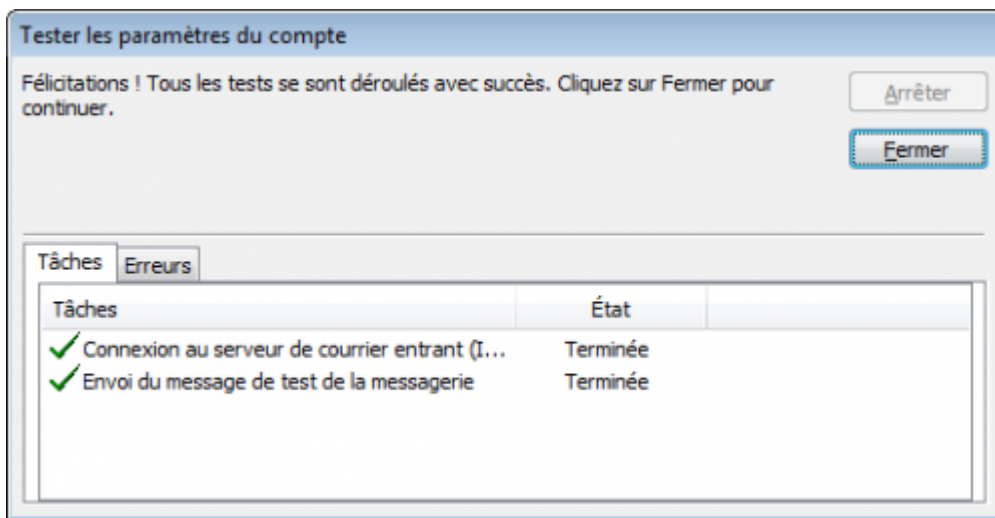 Tester les paramètres du compte
Félicitations ! Tous les tests se sont déroulés avec succès. Cliquez sur Fermer pour
continuer.
Arrêter
Fermer
Tâches Erreurs
Tâches État
Connexion au serveur de courrier entrant (I... Terminée
Envoi du message de test de la messagerie Terminée